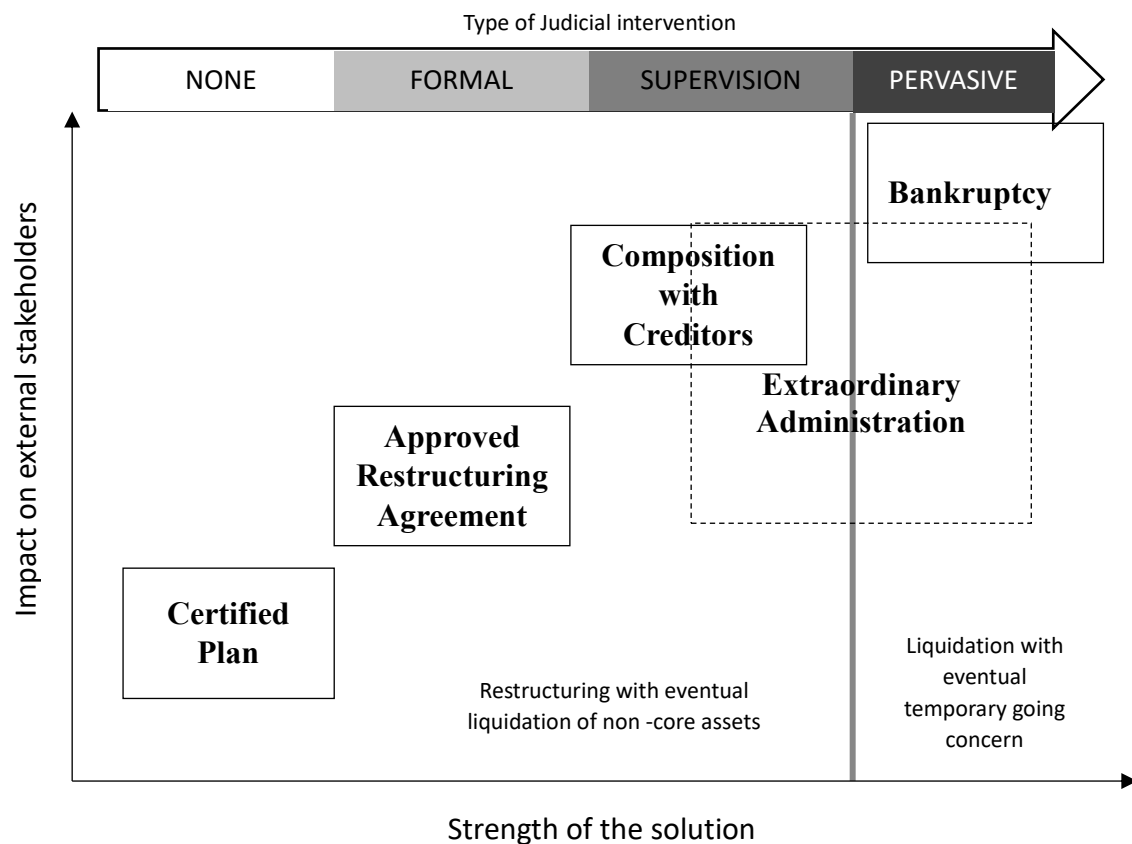 Type of Judicial intervention
NONE
FORMAL
SUPERVISION
PERVASIVE
Impact on external stakeholders
Bankruptcy
Composition
with
Creditors
Extraordinary
Administration
Approved
Restructuring
Agreement
Certified
Plan
Restructuring with eventual
liquidation of non -core assets
Liquidation with
eventual
temporary going
concern
Strength of the solution